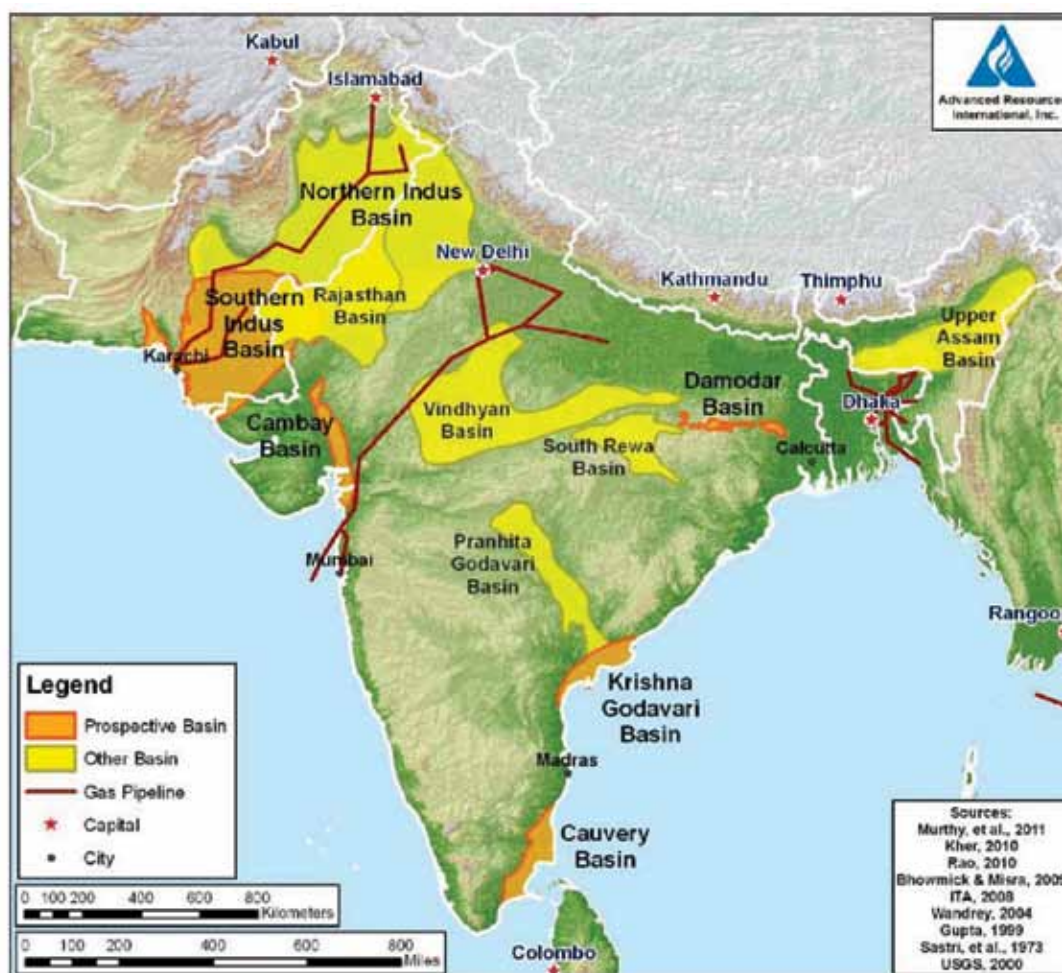 Kabul
Islamabad
Advanced Resources
International, Inc.
Northern Indus
Basin
New Delhi
Kathmandu
Thimphu
Southern
Indus
Basin
Rajasthan
Basin
Upper
Assam
Basin
Karachi
Damodar
Basin
Dhaka
Cambay
Basin
Vindhyan
Basin
South Rewa
Basin
Calcutta
Pranhita
Godavari
Basin
Mumbai
Rangoo
Krishna
Godavari
Basin
Madras
Cauvery
Basin
Colombo
Legend
Prospective Basin
Other Basin
Gas Pipeline
Capital
City
0 100 200 400 600 800
Kilometers
0 100 200 400 600 800
Miles
Sources:
Murthy, et al., 2011
Kher, 2010
Rao, 2010
Bhowmick & Misra, 2009
ITA, 2008
Wandrey, 2004
Gupta, 1999
Sastri, et al., 1973
USGS, 2000